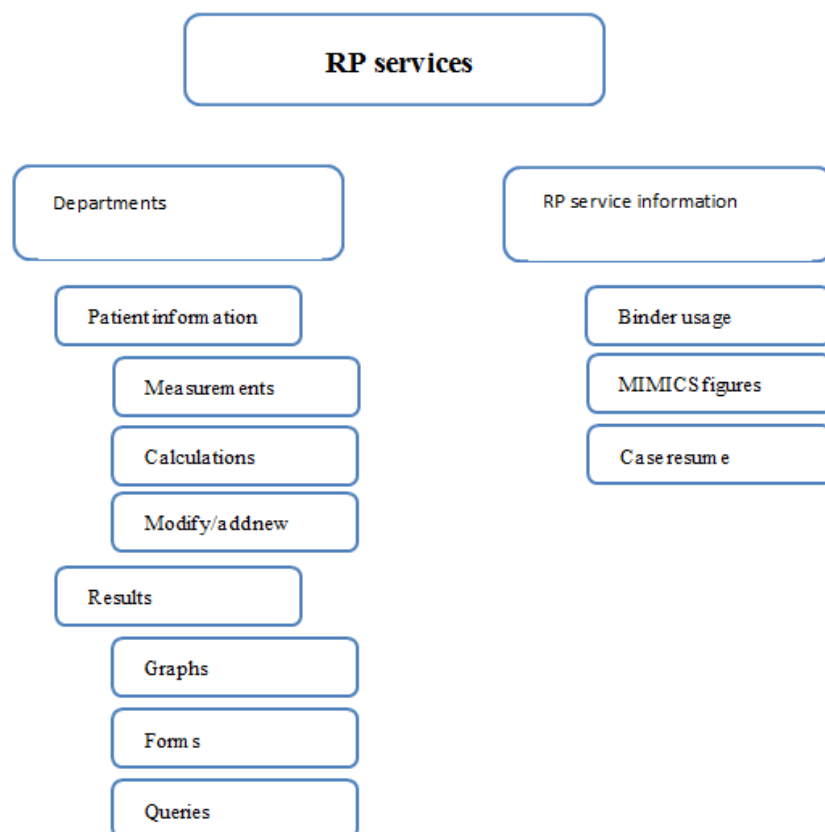 RP services
Departments
Patient information
Measurements
Calculations
Modify/addnew
Results
Graphs
Forms
Queries
RP service information
Binder usage
MIMICS figures
Case resume